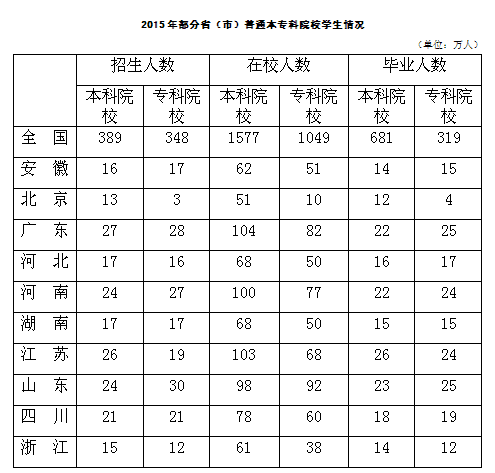 2015年部分省（市）普通本专科院校学生情况
（单位：万人）
招生人数 在校人数 毕业人数
本科院校 专科院校 本科院校 专科院校 本科院校 专科院校
全国 389 348 1577 1049 681 319
安徽 16 17 62 51 14 15
北京 13 3 51 10 12 4
广东 27 28 104 82 22 25
河北 17 16 68 50 16 17
河南 24 27 100 77 22 24
湖南 17 17 68 50 15 15
江苏 26 19 103 68 26 24
山东 24 30 98 92 23 25
四川 21 21 78 60 18 19
浙江 15 12 61 38 14 12